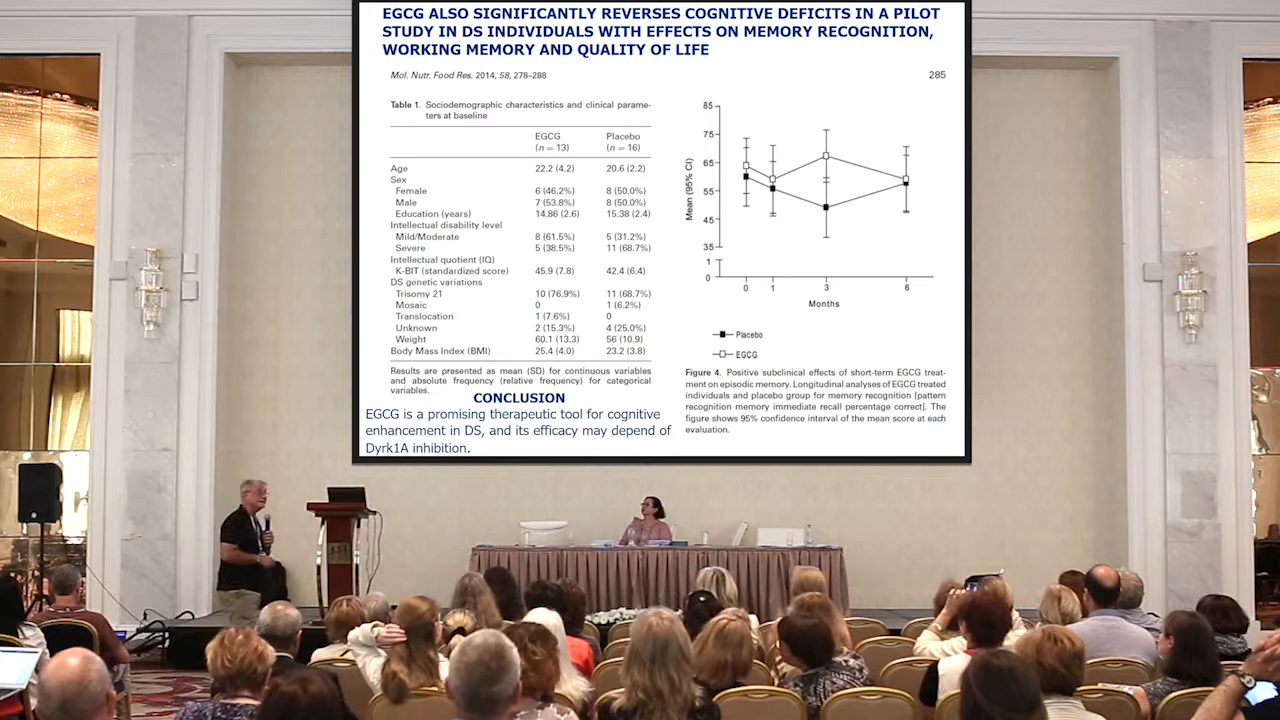 EGCG ALSO SIGNIFICANTLY REVERSES COGNITIVE DEFICITS IN A PILOT
STUDY IN DS INDIVIDUALS WITH EFFECTS ON MEMORY RECOGNITION,
WORKING MEMORY AND QUALITY OF LIFE
Mol. Nutr. Food Res. 2014, 58, 278–288
285
Table 1. Sociodemographic characteristics and clinical parame-
ters at baseline
EGCG Placebo
(n = 13) (n = 16)
Age 22.2 (4.2) 20.6 (2.2)
Sex
Female 6 (46.2%) 8 (50.0%)
Male 7 (53.8%) 8 (50.0%)
Education (years) 14.86 (2.6) 15.38 (2.4)
Intellectual disability level
Mild/Moderate 8 (61.5%) 5 (31.2%)
Severe 5 (38.5%) 11 (68.7%)
Intellectual quotient (IQ)
K-BIT (standardized score) 45.9 (7.8) 42.4 (6.4)
DS genetic variations
Trisomy 21 10 (76.9%) 11 (68.7%)
Mosaic 0 1 (6.2%)
Translocation 1 (7.6%) 0
Unknown 2 (15.3%) 4 (25.0%)
Weight 60.1 (13.3) 56 (10.9)
Body Mass Index (BMI) 25.4 (4.0) 23.2 (3.8)
Results are presented as mean (SD) for continuous variables
and absolute frequency (relative frequency) for categorical
variables.
CONCLUSION
EGCG is a promising therapeutic tool for cognitive
enhancement in DS, and its efficacy may depend of
Dyrk1A inhibition.
Mean (95% CI)
85
75
65
55
45
35
1
0
0 1 3 6
Months
Placebo
EGCG
Figure 4. Positive subclinical effects of short-term EGCG treat-
ment on episodic memory. Longitudinal analyses of EGCG treated
individuals and placebo group for memory recognition [pattern
recognition memory immediate recall percentage correct]. The
figure shows 95% confidence interval of the mean score at each
evaluation.